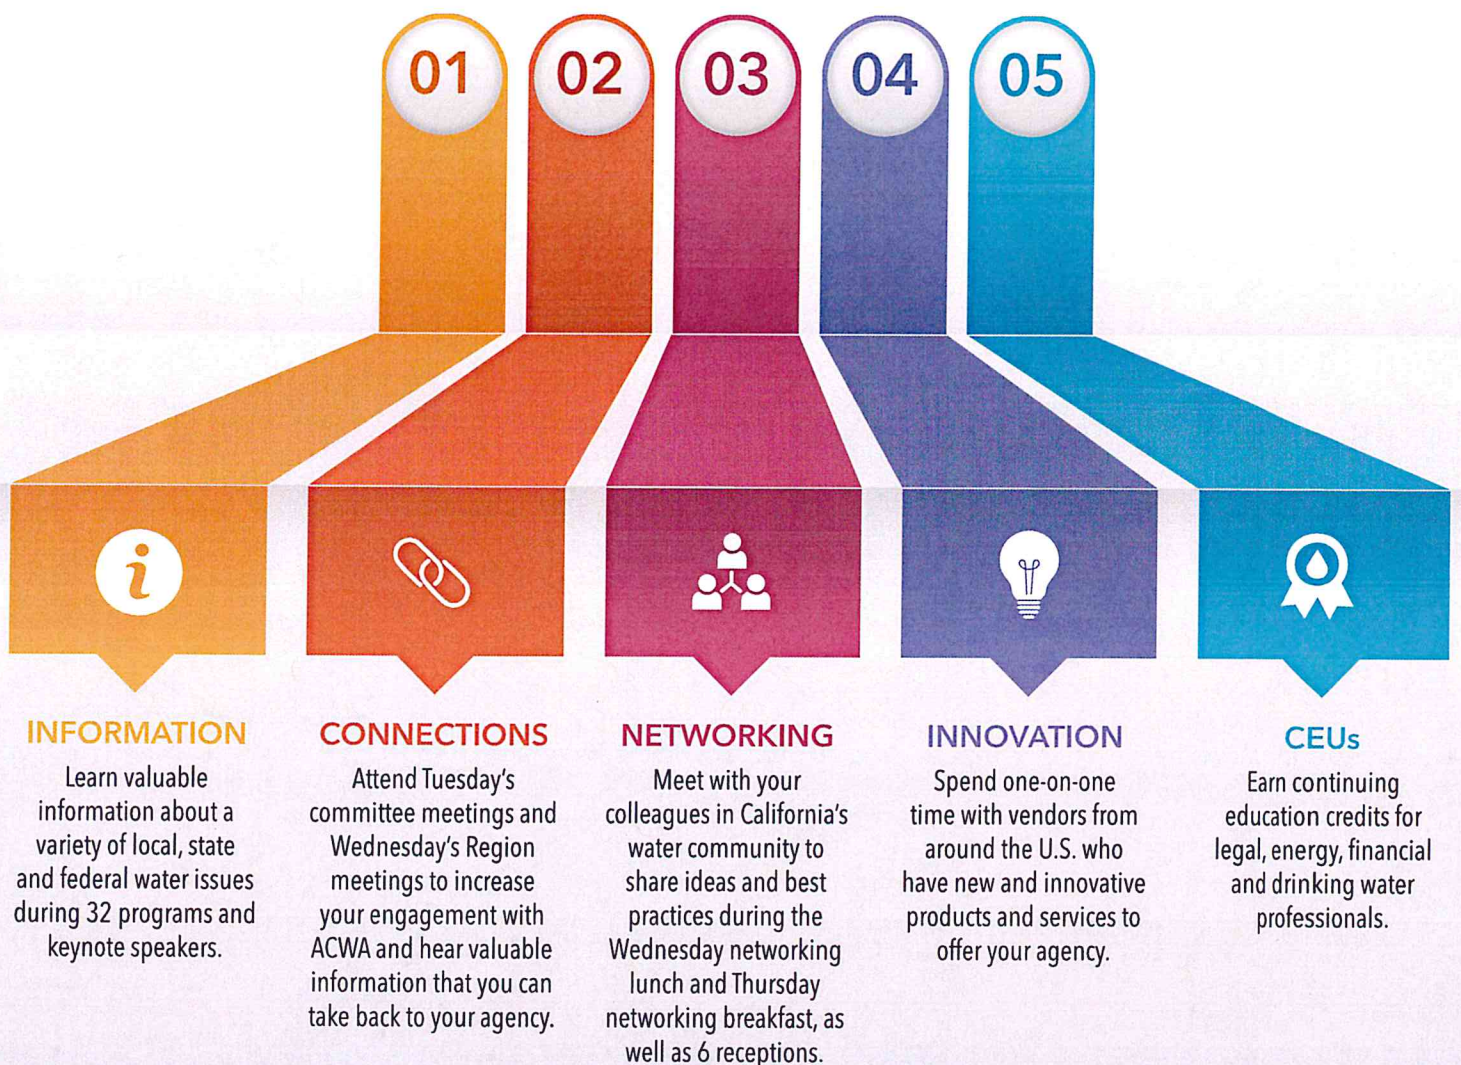 01
02
03
04
05
INFORMATION
Learn valuable
information about a
variety of local, state
and federal water issues
during 32 programs and
keynote speakers.
CONNECTIONS
Attend Tuesday's
committee meetings and
Wednesday's Region
meetings to increase
your engagement with
ACWA and hear valuable
information that you can
take back to your agency.
NETWORKING
Meet with your
colleagues in California's
water community to
share ideas and best
practices during the
Wednesday networking
lunch and Thursday
networking breakfast, as
well as 6 receptions.
INNOVATION
Spend one-on-one
time with vendors from
around the U.S. who
have new and innovative
products and services to
offer your agency.
CEUs
Earn continuing
education credits for
legal, energy, financial
and drinking water
professionals.